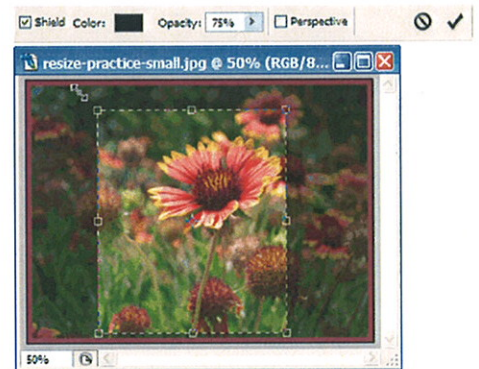 Shield Color: Opacity: 75% Perspective
resize-practice-small.jpg @ 50% (RGB/8...
50%